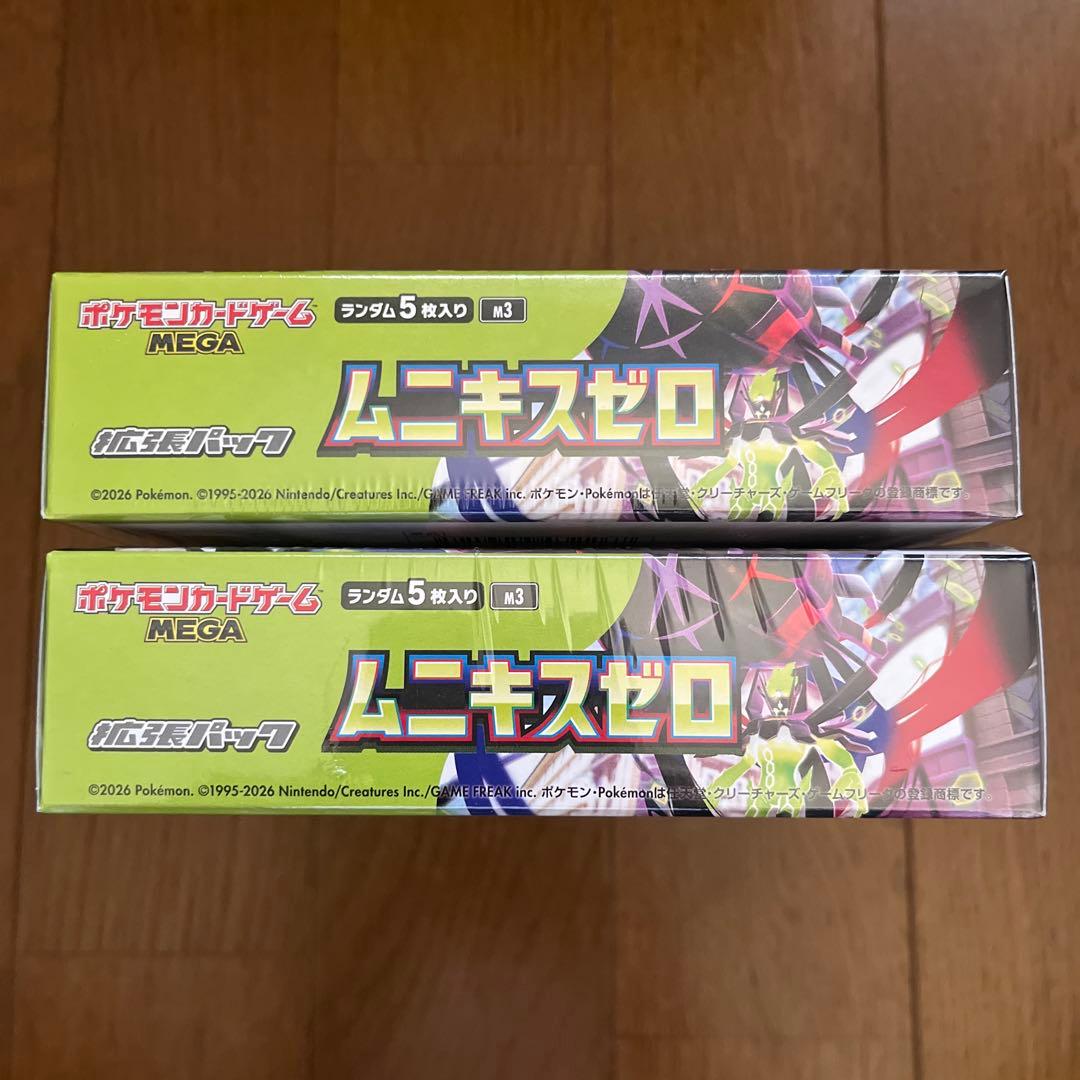 ポケモンカードゲーム™
MEGA
ランダム5枚入り M3
ムニキスゼロ
拡張パック
©2026 Pokémon. ©1995-2026 Nintendo/Creatures Inc./GAME FREAK inc. ポケモン・Pokémonは任天堂・クリーチャーズ・ゲームフリークの登録商標です。
ポケモンカードゲーム™
MEGA
ランダム5枚入り M3
ムニキスゼロ
拡張パック
©2026 Pokémon. ©1995-2026 Nintendo/Creatures Inc./GAME FREAK inc. ポケモン・Pokémonは任天堂・クリーチャーズ・ゲームフリークの登録商標です。